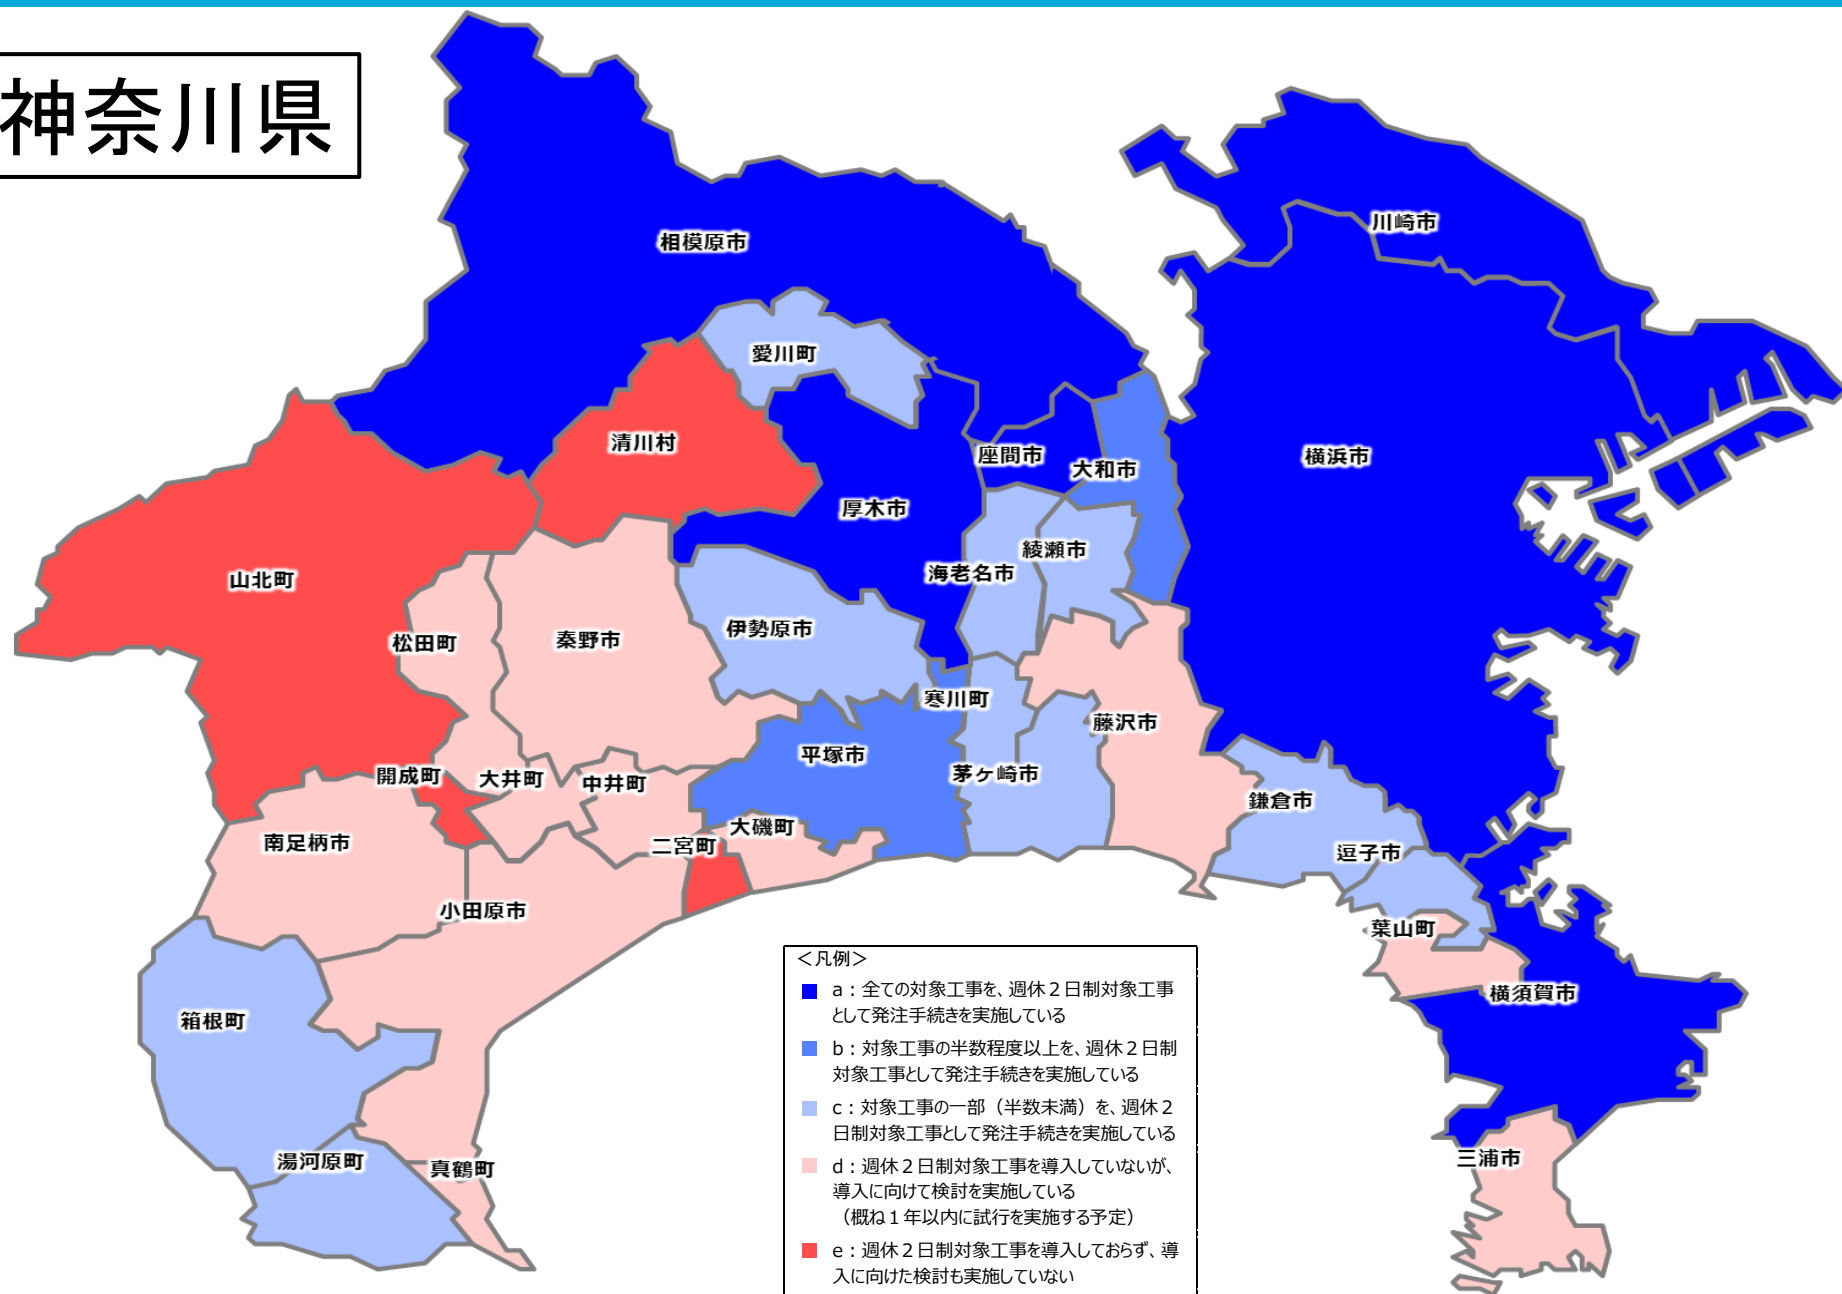 神奈川県
川崎市
相模原市
愛川町
清川村
座間市
大和市
横浜市
厚木市
綾瀬市
海老名市
山北町
伊勢原市
松田町
秦野市
寒川町
藤沢市
平塚市
開成町
大井町
中井町
茅ヶ崎市
鎌倉市
大磯町
南足柄市
二宮町
逗子市
小田原市
葉山町
横須賀市
箱根町
湯河原町
真鶴町
三浦市
＜凡例＞
a：全ての対象工事を、週休２日制対象工事
として発注手続きを実施している
b：対象工事の半数程度以上を、週休２日制
対象工事として発注手続きを実施している
c：対象工事の一部（半数未満）を、週休２
日制対象工事として発注手続きを実施している
d：週休２日制対象工事を導入していないが、
導入に向けて検討を実施している
（概ね１年以内に試行を実施する予定）
e：週休２日制対象工事を導入しておらず、導
入に向けた検討も実施していない